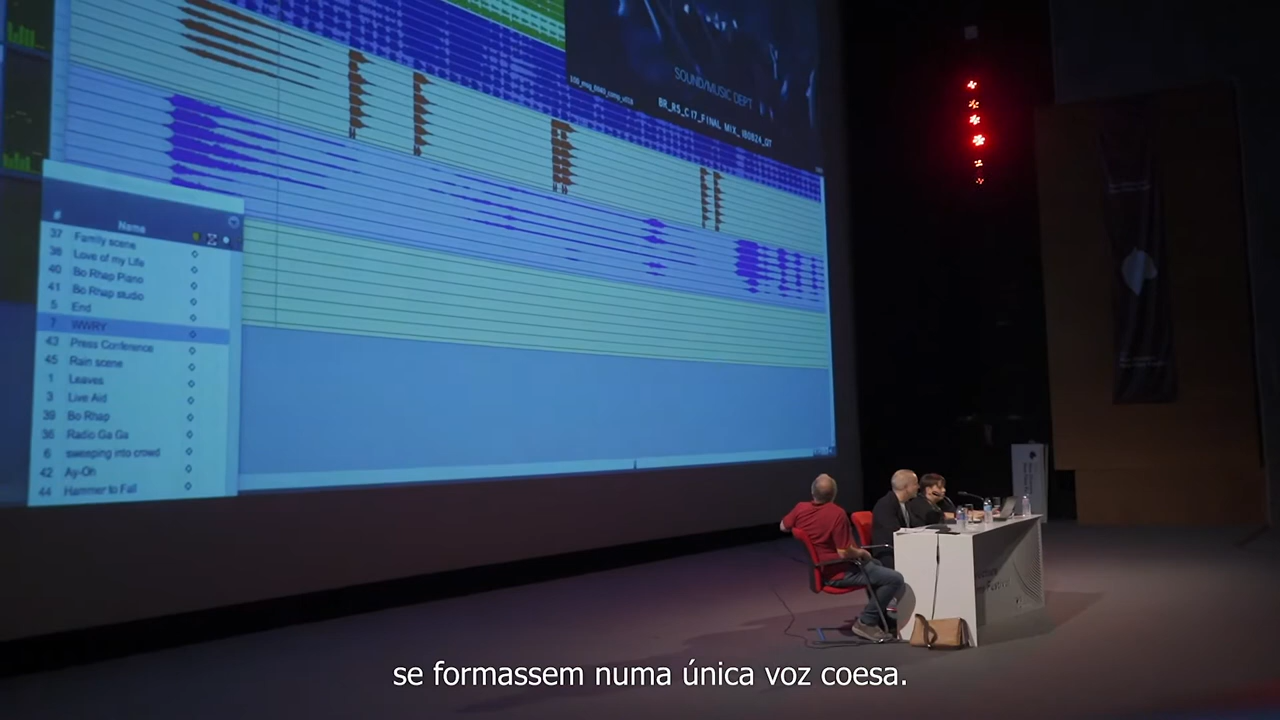 SOUND/MUSIC DEPT
BR_R5_C17_FINAL MIX_180824_DT
# Name
37 Family scene
38 Love of my Life
40 Bo Rhap Piano
41 Bo Rhap studio
5 End
7 WWRY
43 Press Conference
45 Rain scene
1 Leaves
3 Live Aid
39 Bo Rhap
36 Radio Ga Ga
6 sweeping into crowd
42 Ay-Oh
44 Hammer to Fall
se formassem numa única voz coesa.